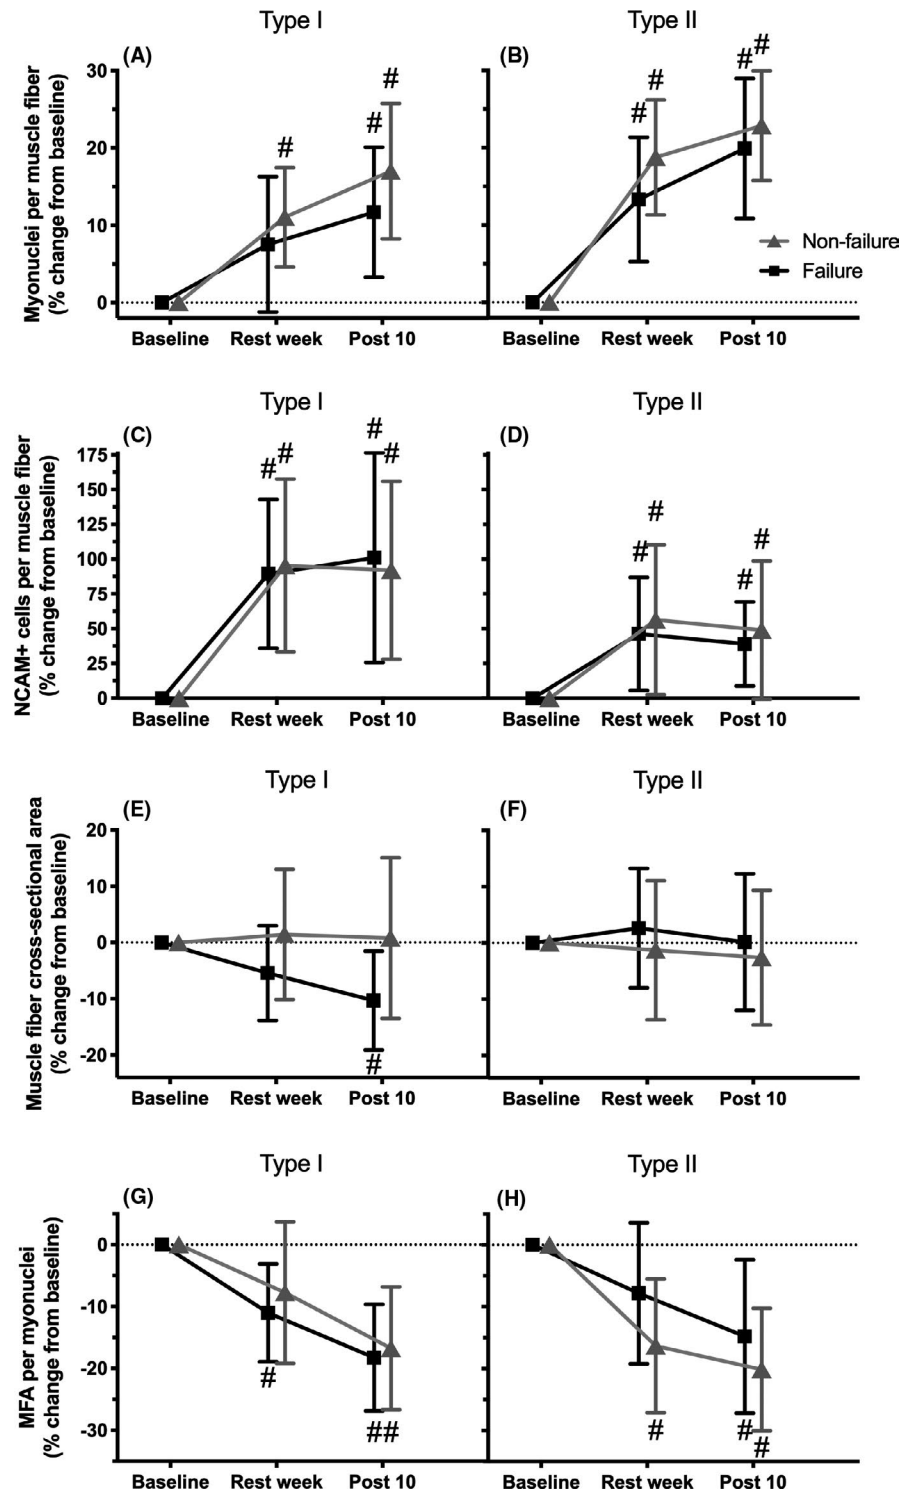 Type I
Type II
(A)
(B)
Myonuclei per muscle fiber
(% change from baseline)
30
20
10
0
#
#
#
#
#
#
#
Non-failure
Failure
Baseline Rest week Post 10
Baseline Rest week Post 10
Type I
Type II
(C)
(D)
NCAM+ cells per muscle fiber
(% change from baseline)
175
150
125
100
75
50
25
0
# #
# #
# #
# #
Baseline Rest week Post 10
Baseline Rest week Post 10
Type I
Type II
(E)
(F)
Muscle fiber cross-sectional area
(% change from baseline)
20
10
0
-10
-20
#
Baseline Rest week Post 10
Baseline Rest week Post 10
Type I
Type II
(G)
(H)
MFA per myonuclei
(% change from baseline)
0
-10
-20
-30
#
##
#
# #
Baseline Rest week Post 10
Baseline Rest week Post 10